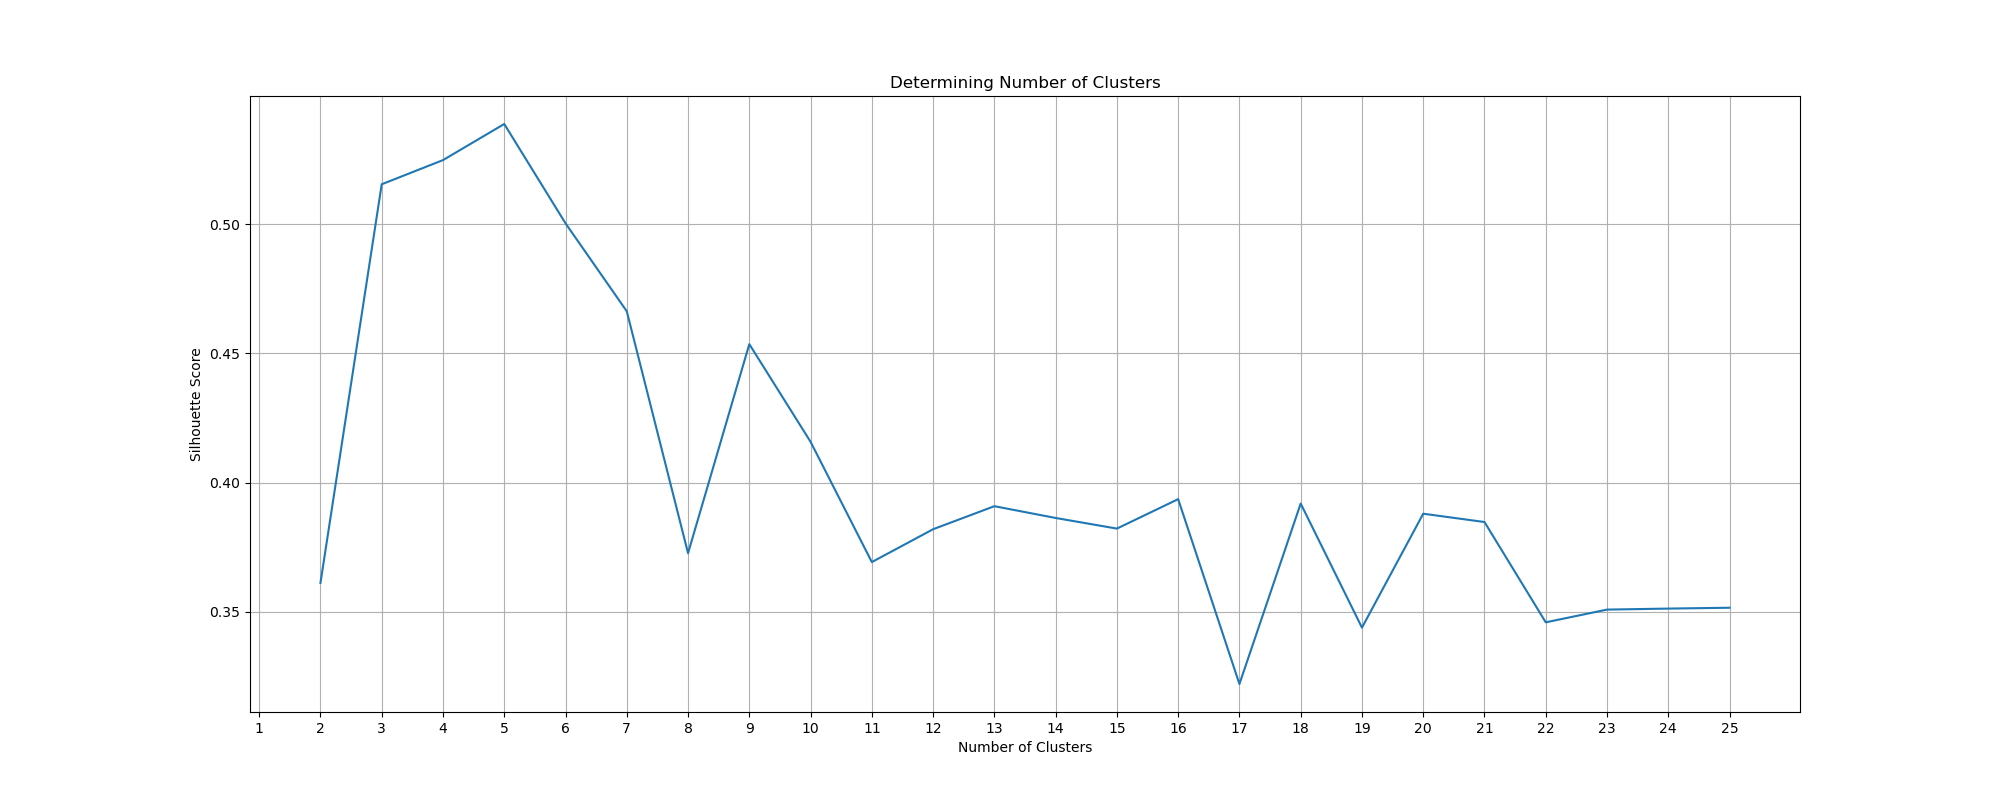 Determining Number of Clusters
Silhouette Score
0.50
0.45
0.40
0.35
1 2 3 4 5 6 7 8 9 10 11 12 13 14 15 16 17 18 19 20 21 22 23 24 25
Number of Clusters